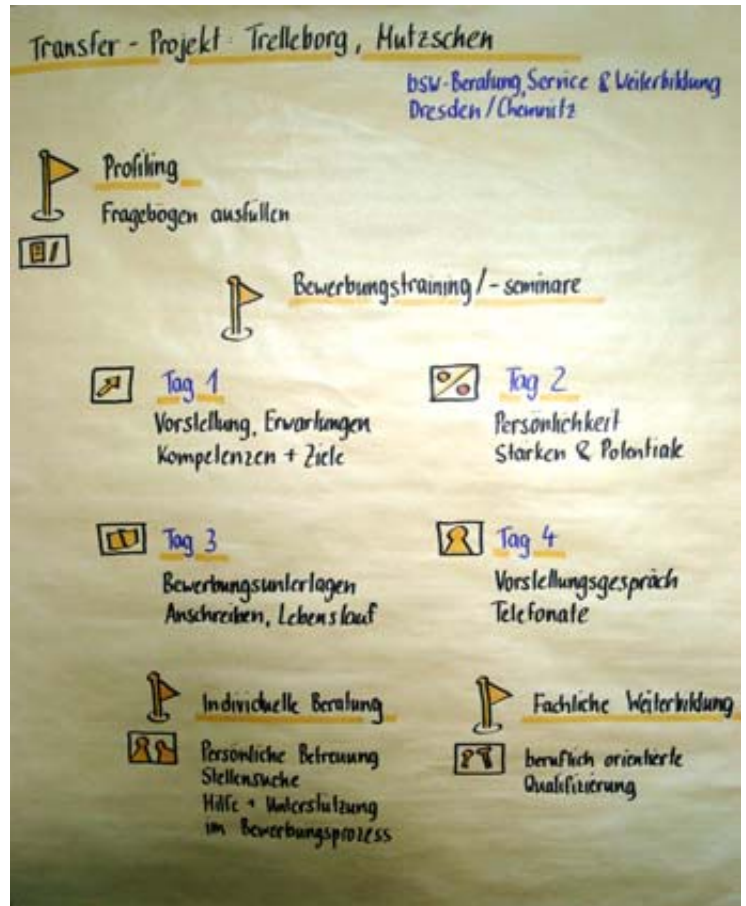 Transfer - Projekt Trelleborg, Mutzschen
bsw-Beratung, Service & Weiterbildung
Dresden / Chemnitz
Profiling
Fragebögen ausfüllen
Bewerbungstraining / - seminare
Tag 1
Vorstellung, Erwartungen
Kompetenzen + Ziele
Tag 2
Persönlichkeit
Stärken & Potentiale
Tag 3
Bewerbungsunterlagen
Anschreiben, Lebenslauf
Tag 4
Vorstellungsgespräch
Telefonate
Individuelle Beratung
Persönliche Betreuung
Stellensuche
Hilfe + Unterstützung
im Bewerbungsprozess
Fachliche Weiterbildung
beruflich orientierte
Qualifizierung